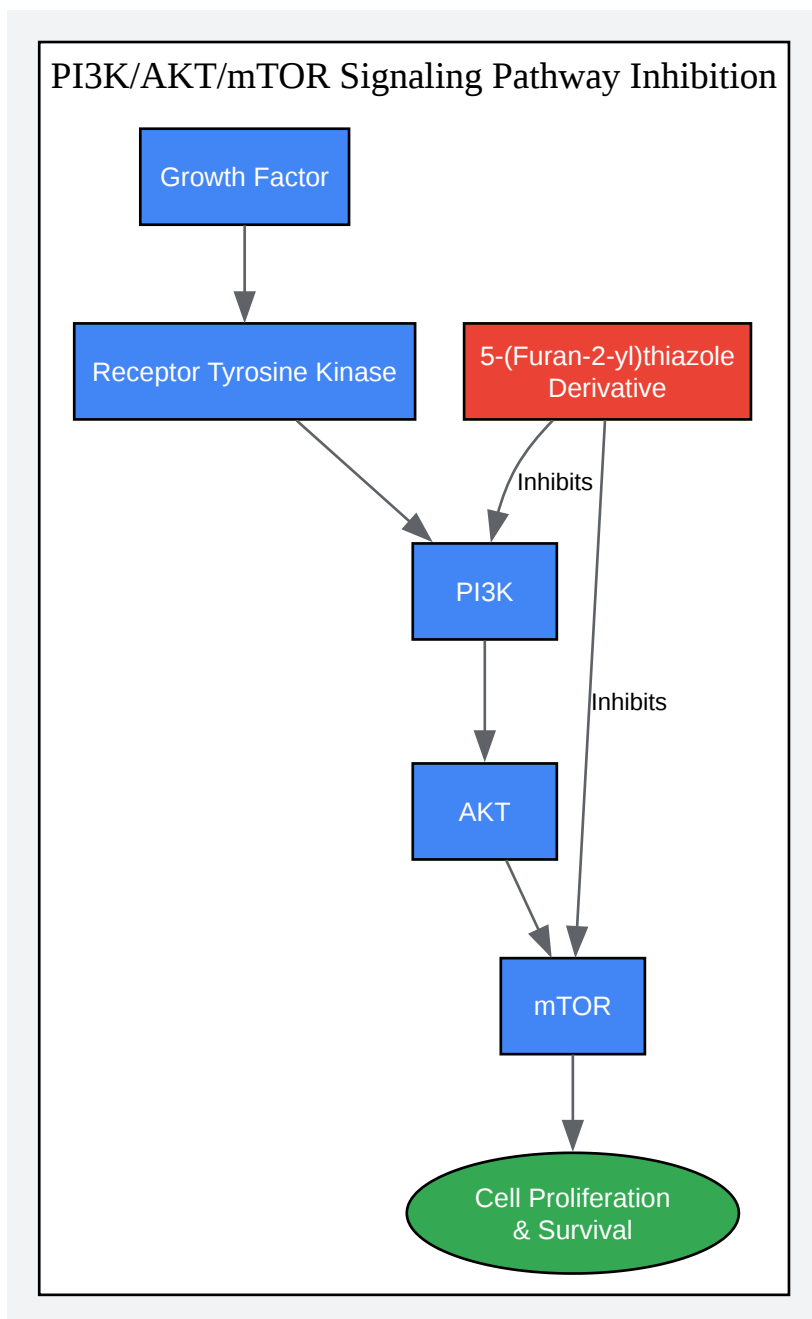 PI3K/AKT/mTOR Signaling Pathway Inhibition
Growth Factor
Receptor Tyrosine Kinase
5-(Furan-2-yl)thiazole
Derivative
Inhibits
PI3K
Inhibits
AKT
mTOR
Cell Proliferation
& Survival